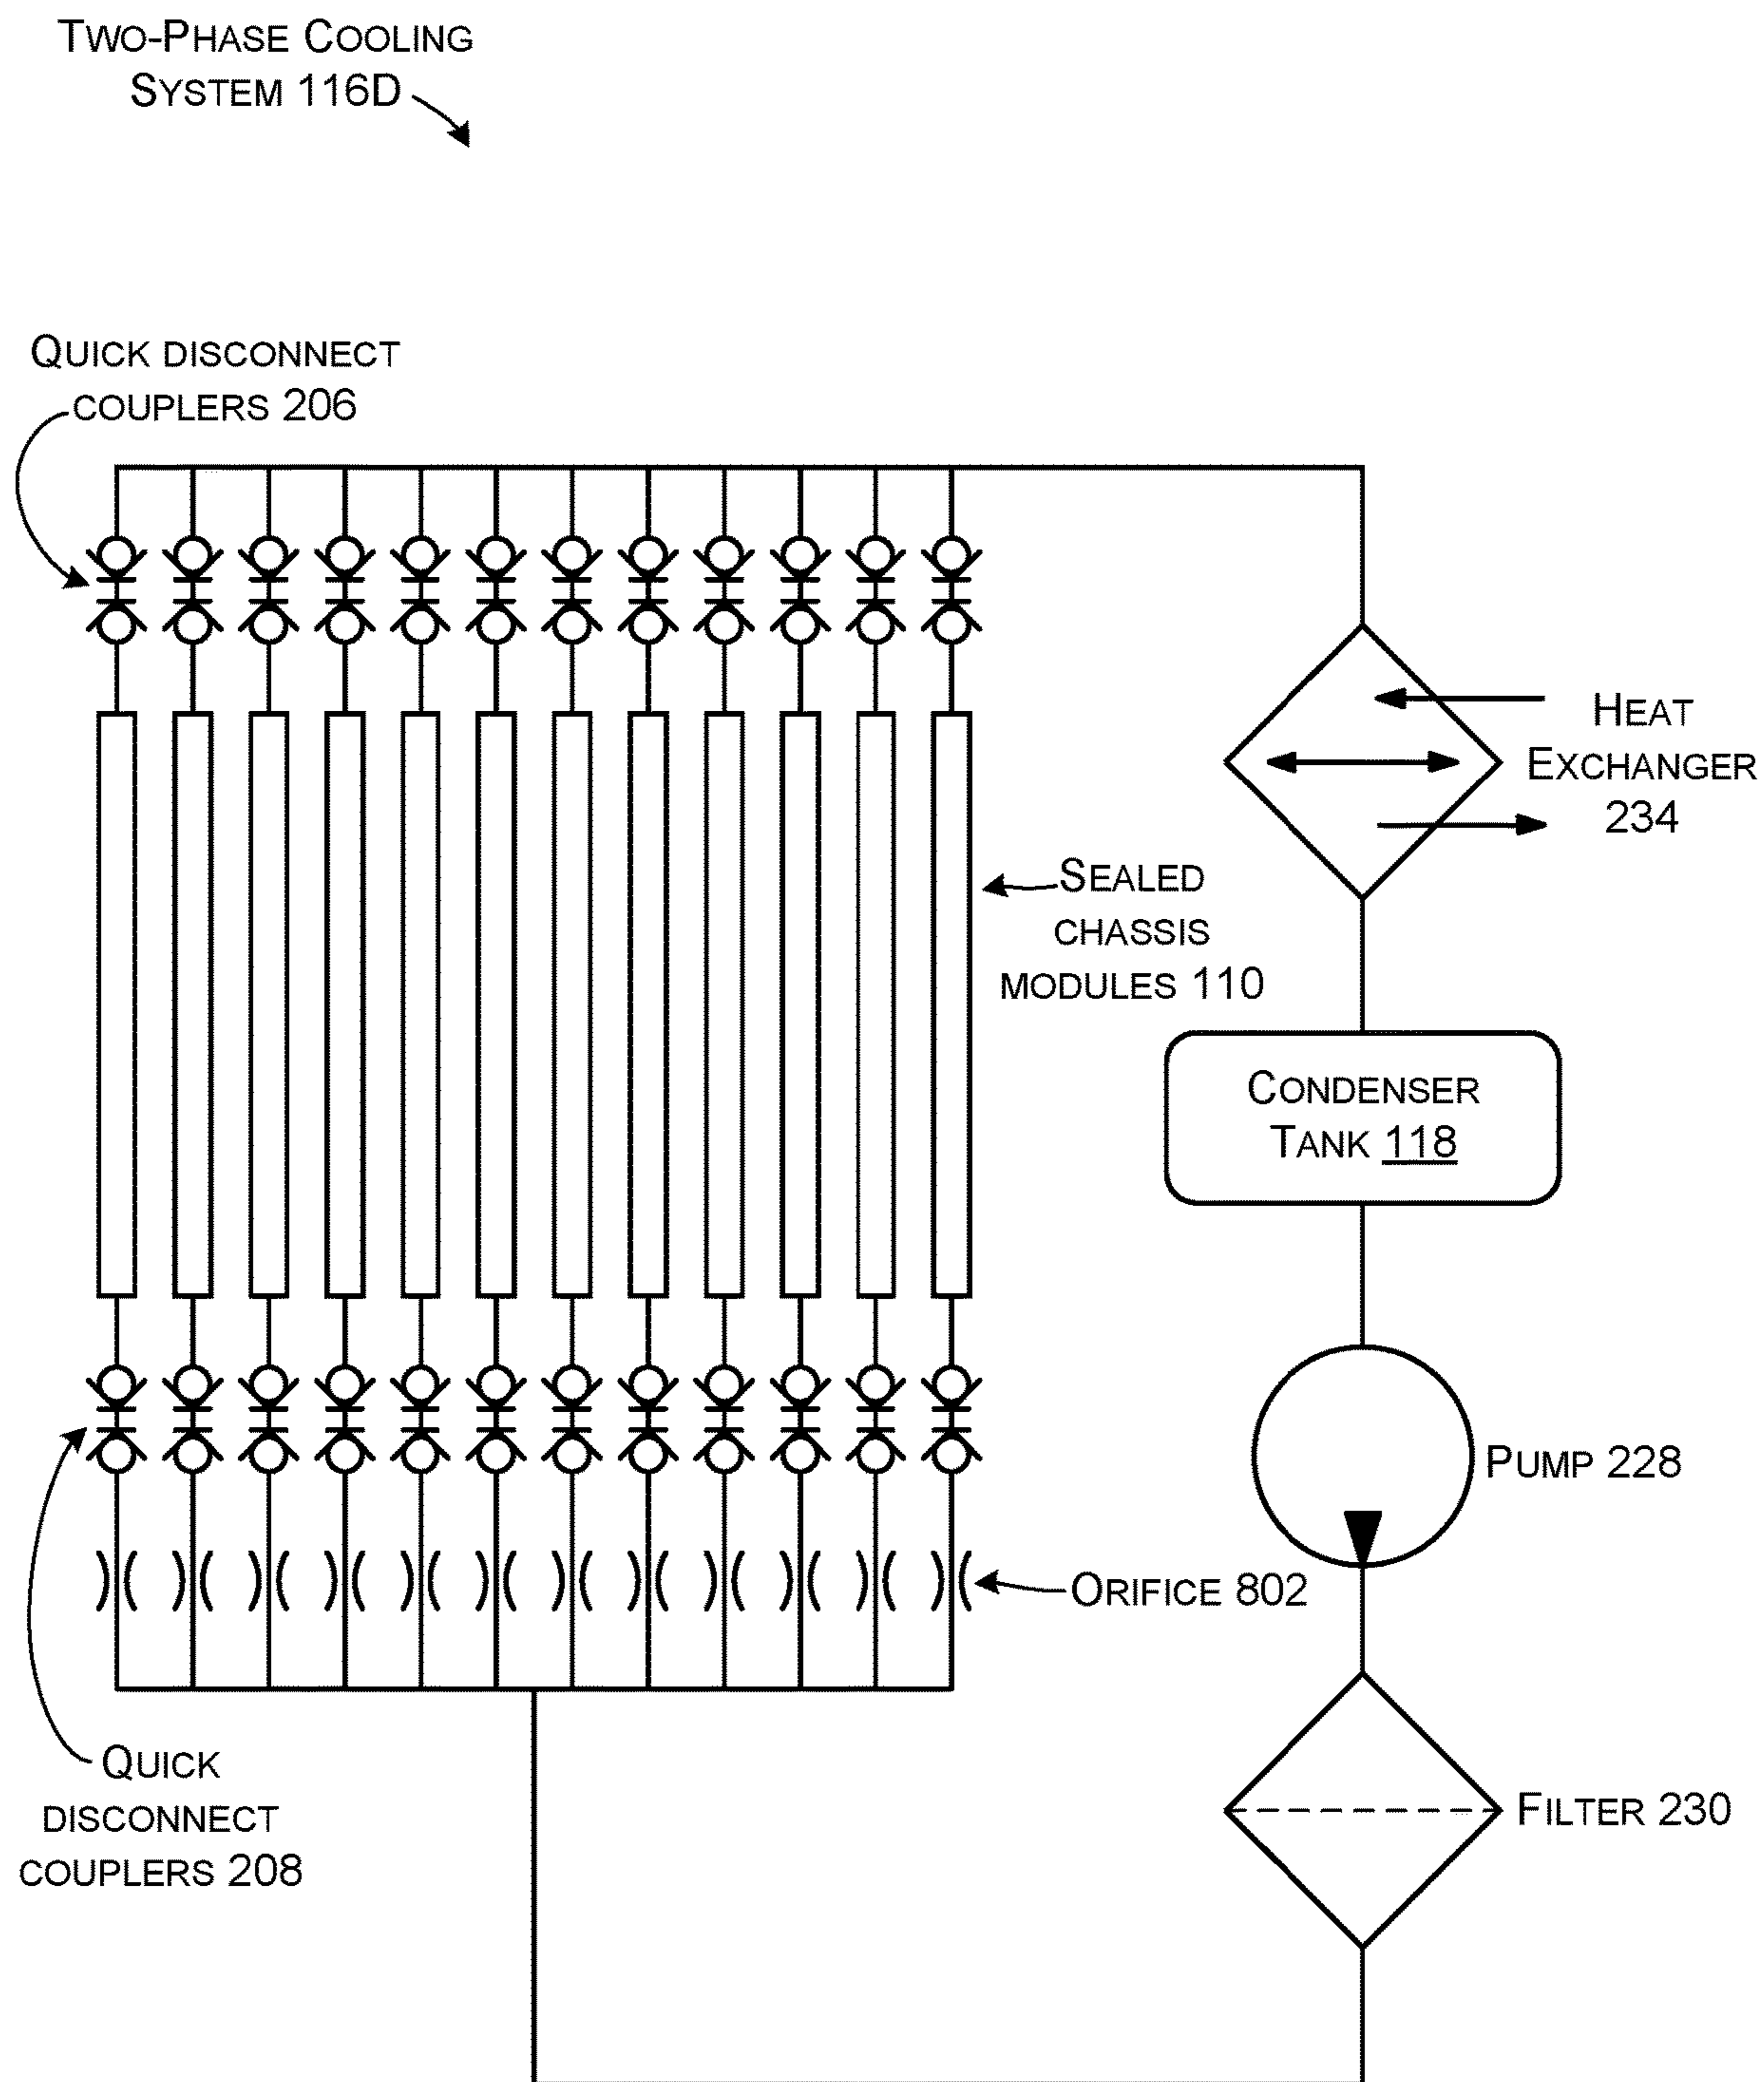 TWO-PHASE COOLING
SYSTEM 116D
QUICK DISCONNECT
COUPLERS 206
HEAT
EXCHANGER
234
SEALED
CHASSIS
MODULES 110
CONDENSER
TANK 118
PUMP 228
ORIFICE 802
QUICK
DISCONNECT
COUPLERS 208
FILTER 230